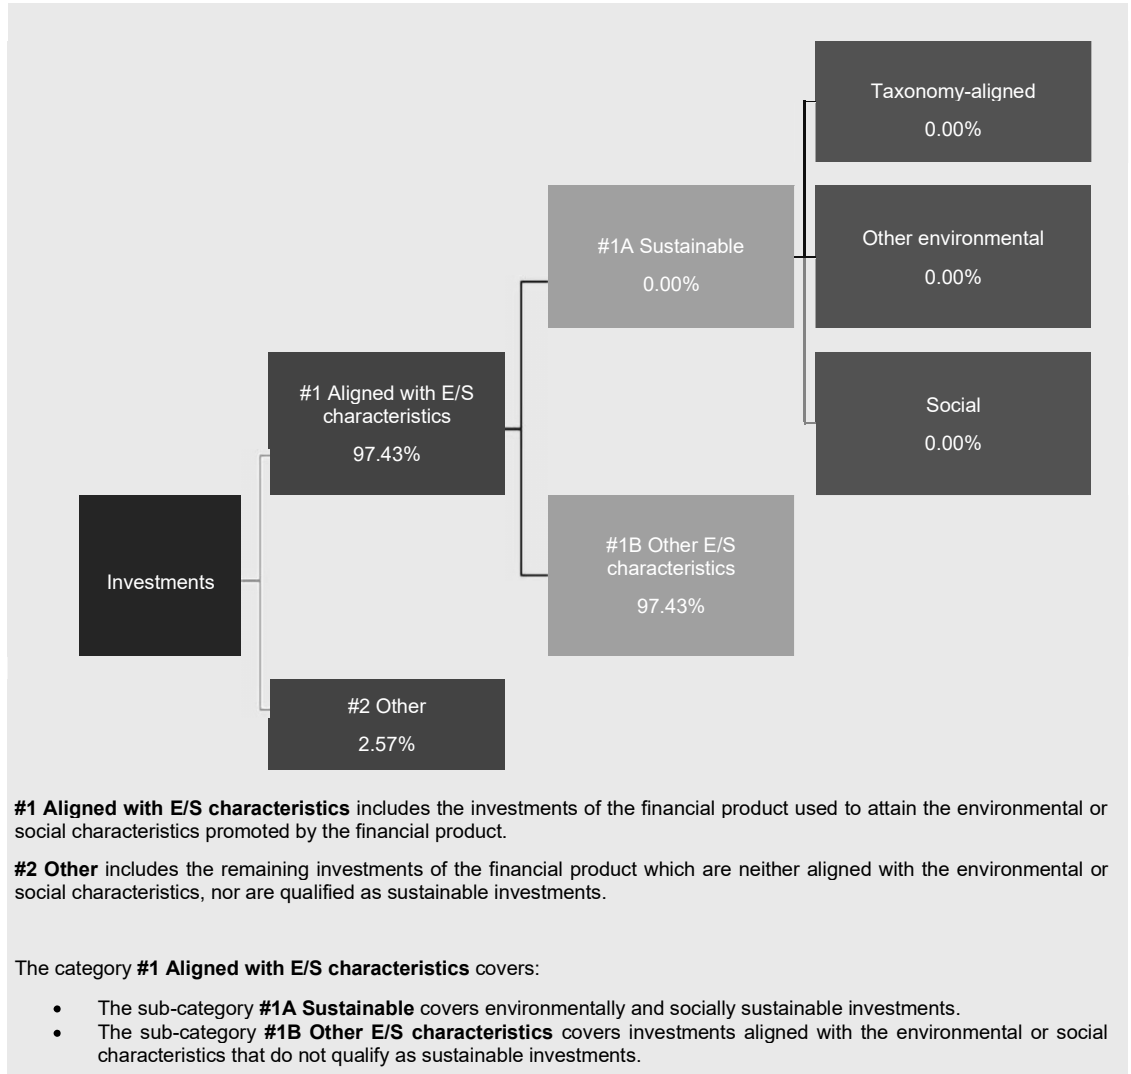 Taxonomy-aligned
0.00%
#1A Sustainable
0.00%
Other environmental
0.00%
#1 Aligned with E/S
characteristics
97.43%
Social
0.00%
Investments
#1B Other E/S
characteristics
97.43%
#2 Other
2.57%
#1 Aligned with E/S characteristics includes the investments of the financial product used to attain the environmental or
social characteristics promoted by the financial product.
#2 Other includes the remaining investments of the financial product which are neither aligned with the environmental or
social characteristics, nor are qualified as sustainable investments.
The category #1 Aligned with E/S characteristics covers:
• The sub-category #1A Sustainable covers environmentally and socially sustainable investments.
• The sub-category #1B Other E/S characteristics covers investments aligned with the environmental or social
characteristics that do not qualify as sustainable investments.